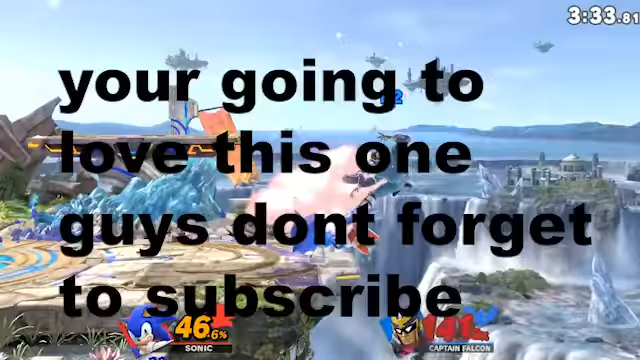 3:33.81
your going to
P2
love this one
guys dont forget
to subscribe
46.6%
SONIC
141
CAPTAIN FALCON